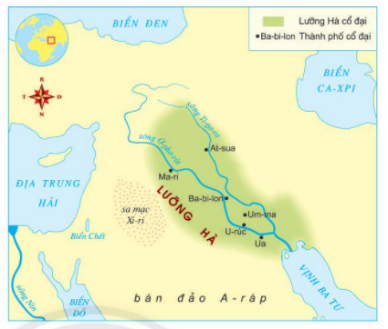 BIỂN ĐEN
Lưỡng Hà cổ đại
Ba-bi-lon Thành phố cổ đại
B
T
Đ
N
BIỂN
CA-XPI
sông Ti-gơ-rơ
sông Ơ-phơ-rát
At-sua
Ma-ri
ĐỊA TRUNG
HẢI
LƯỠNG HÀ
Ba-bi-lon
sa mạc
Xi-ri
Um-ma
U-rúc
Ua
Biển Chết
VỊNH BA TƯ
sông Nin
BIỂN
ĐỎ
bán đảo A-ráp